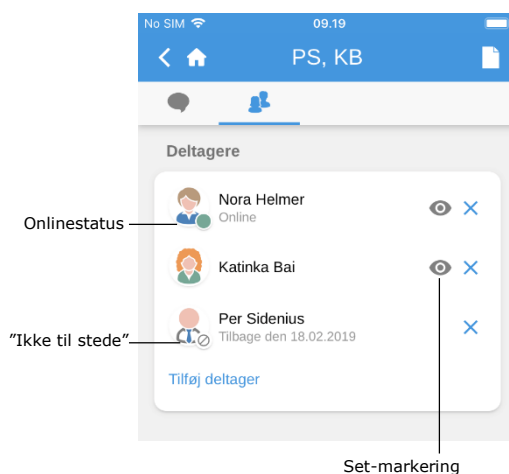 No SIM 09.19
PS, KB
Deltagere
Nora Helmer
Online
Onlinestatus
Katinka Bai
Per Sidenius
Tilbage den 18.02.2019
”Ikke til stede”
Tilføj deltager
Set-markering